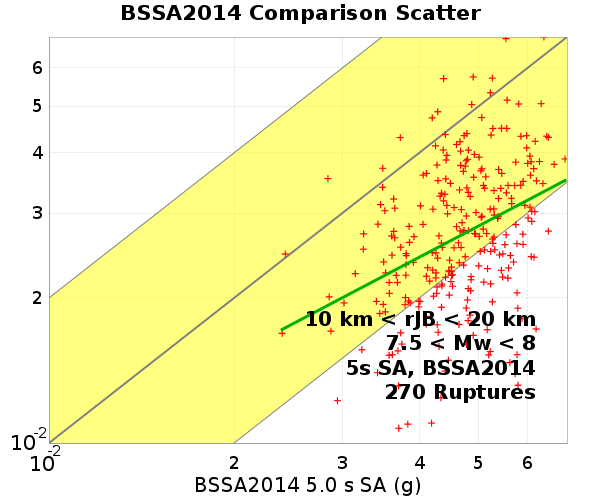 BSSA2014 Comparison Scatter
6
5
4
3
2
10 km < rJB < 20 km
7.5 < Mw < 8
5s SA, BSSA2014
270 Ruptures
10-2
10-2 2 3 4 5 6
BSSA2014 5.0 s SA (g)